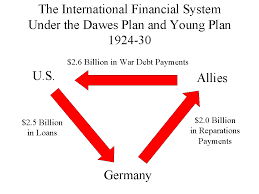 The International Financial System
Under the Dawes Plan and Young Plan
1924-30
$2.6 Billion in War Debt Payments
U.S.
Allies
$2.5 Billion
in Loans
$2.0 Billion
in Reparations
Payments
Germany